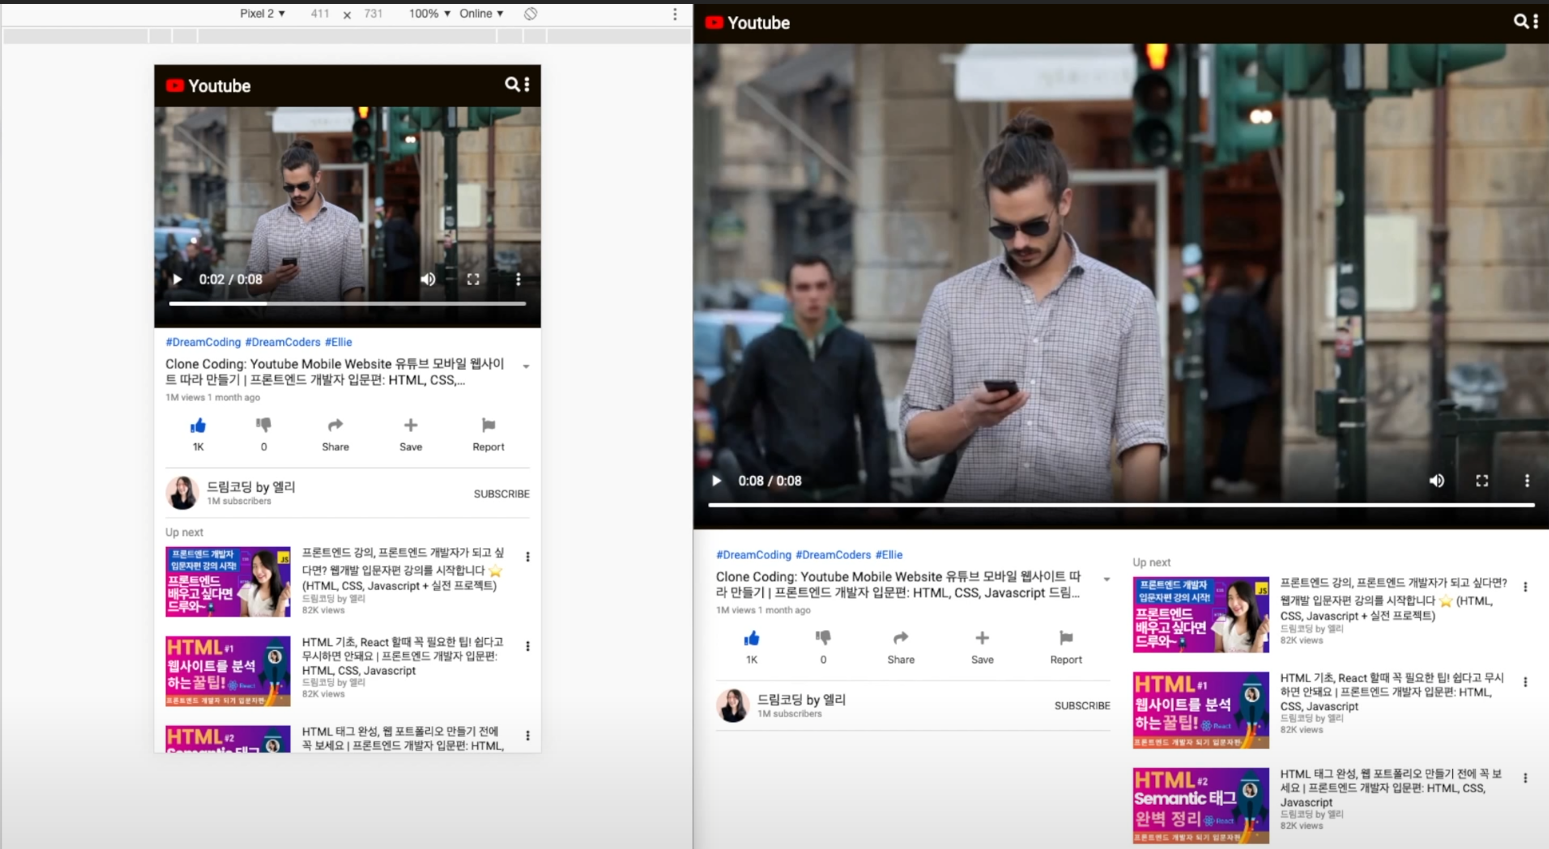 Pixel 2 ▼ 411 × 731 100% ▼ Online ▼
Youtube
0:02 / 0:08
#DreamCoding #DreamCoders #Ellie
Clone Coding: Youtube Mobile Website 유튜브 모바일 웹사이
트 따라 만들기 | 프론트엔드 개발자 입문편: HTML, CSS,...
1M views 1 month ago
1K 0 Share Save Report
드림코딩 by 엘리
1M subscribers
SUBSCRIBE
Up next
프론트엔드 개발자
입문편 강의 시작!
JS
프론트엔드
배우고 싶다면
드루와~
프론트엔드 강의, 프론트엔드 개발자가 되고 싶
다면? 웹개발 입문자편 강의를 시작합니다 ⭐
(HTML, CSS, Javascript + 실전 프로젝트)
드림코딩 by 엘리
82K views
HTML #1
웹사이트를 분석
하는 꿀팁!
React
프론트엔드 개발자 되기 입문자편
HTML 기초, React 할때 꼭 필요한 팁! 쉽다고
무시하면 안돼요 | 프론트엔드 개발자 입문편:
HTML, CSS, Javascript
드림코딩 by 엘리
82K views
HTML #2
Semantic 태그
HTML 태그 완성, 웹 포트폴리오 만들기 전에
꼭 보세요 | 프론트엔드 개발자 입문편: HTML,
Youtube
0:08 / 0:08
#DreamCoding #DreamCoders #Ellie
Clone Coding: Youtube Mobile Website 유튜브 모바일 웹사이트 따
라 만들기 | 프론트엔드 개발자 입문편: HTML, CSS, Javascript 드림...
1M views 1 month ago
1K 0 Share Save Report
드림코딩 by 엘리
1M subscribers
SUBSCRIBE
Up next
프론트엔드 개발자
입문편 강의 시작!
JS
프론트엔드
배우고 싶다면
드루와~
프론트엔드 강의, 프론트엔드 개발자가 되고 싶다면?
웹개발 입문자편 강의를 시작합니다 ⭐ (HTML,
CSS, Javascript + 실전 프로젝트)
드림코딩 by 엘리
82K views
HTML #1
웹사이트를 분석
하는 꿀팁!
React
프론트엔드 개발자 되기 입문자편
HTML 기초, React 할때 꼭 필요한 팁! 쉽다고 무시
하면 안돼요 | 프론트엔드 개발자 입문편: HTML,
CSS, Javascript
드림코딩 by 엘리
82K views
HTML #2
Semantic 태그
완벽 정리
React
프론트엔드 개발자 되기 입문자편
HTML 태그 완성, 웹 포트폴리오 만들기 전에 꼭 보
세요 | 프론트엔드 개발자 입문편: HTML, CSS,
Javascript
드림코딩 by 엘리
82K views